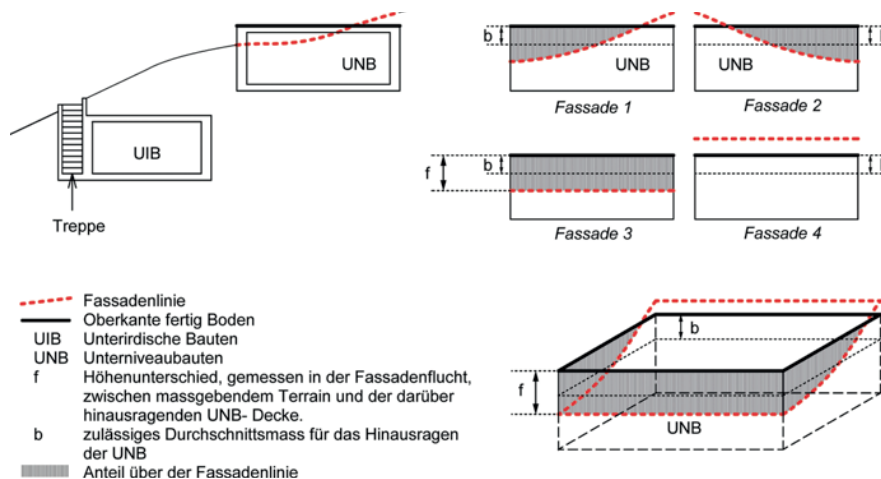 UNB
UIB
Treppe
b
UNB
Fassade 1
UNB
Fassade 2
f
b
Fassade 3
Fassade 4
Fassadenlinie
Oberkante fertig Boden
UIB Unterirdische Bauten
UNB Unterniveaubauten
f Höhenunterschied, gemessen in der Fassadenflucht,
zwischen massgebendem Terrain und der darüber
hinausragenden UNB- Decke.
b zulässiges Durchschnittsmass für das Hinausragen
der UNB
Anteil über der Fassadenlinie
b
f
UNB